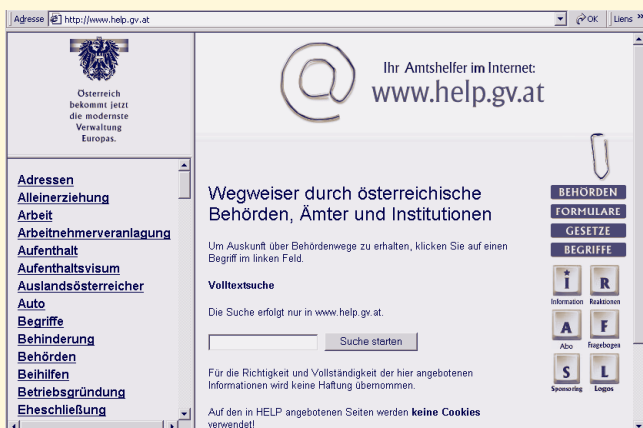 Adresse http://www.help.gv.at OK Liens »
Österreich
bekommt jetzt
die modernste
Verwaltung
Europas.
Ihr Amtshelfer im Internet:
www.help.gv.at
Adressen
Alleinerziehung
Arbeit
Arbeitnehmerveranlagung
Aufenthalt
Aufenthaltsvisum
Auslandsösterreicher
Auto
Begriffe
Behinderung
Behörden
Beihilfen
Betriebsgründung
Eheschließung
Wegweiser durch österreichische
Behörden, Ämter und Institutionen
Um Auskunft über Behördenwege zu erhalten, klicken Sie auf einen
Begriff im linken Feld.
Volltextsuche
Die Suche erfolgt nur in www.help.gv.at.
Suche starten
Für die Richtigkeit und Vollständigkeit der hier angebotenen
Informationen wird keine Haftung übernommen.
Auf den in HELP angebotenen Seiten werden keine Cookies
verwendet!
BEHÖRDEN
FORMULARE
GESETZE
BEGRIFFE
i R
Information Reaktionen
A F
Abo Fragebogen
S L
Sponsoring Logos